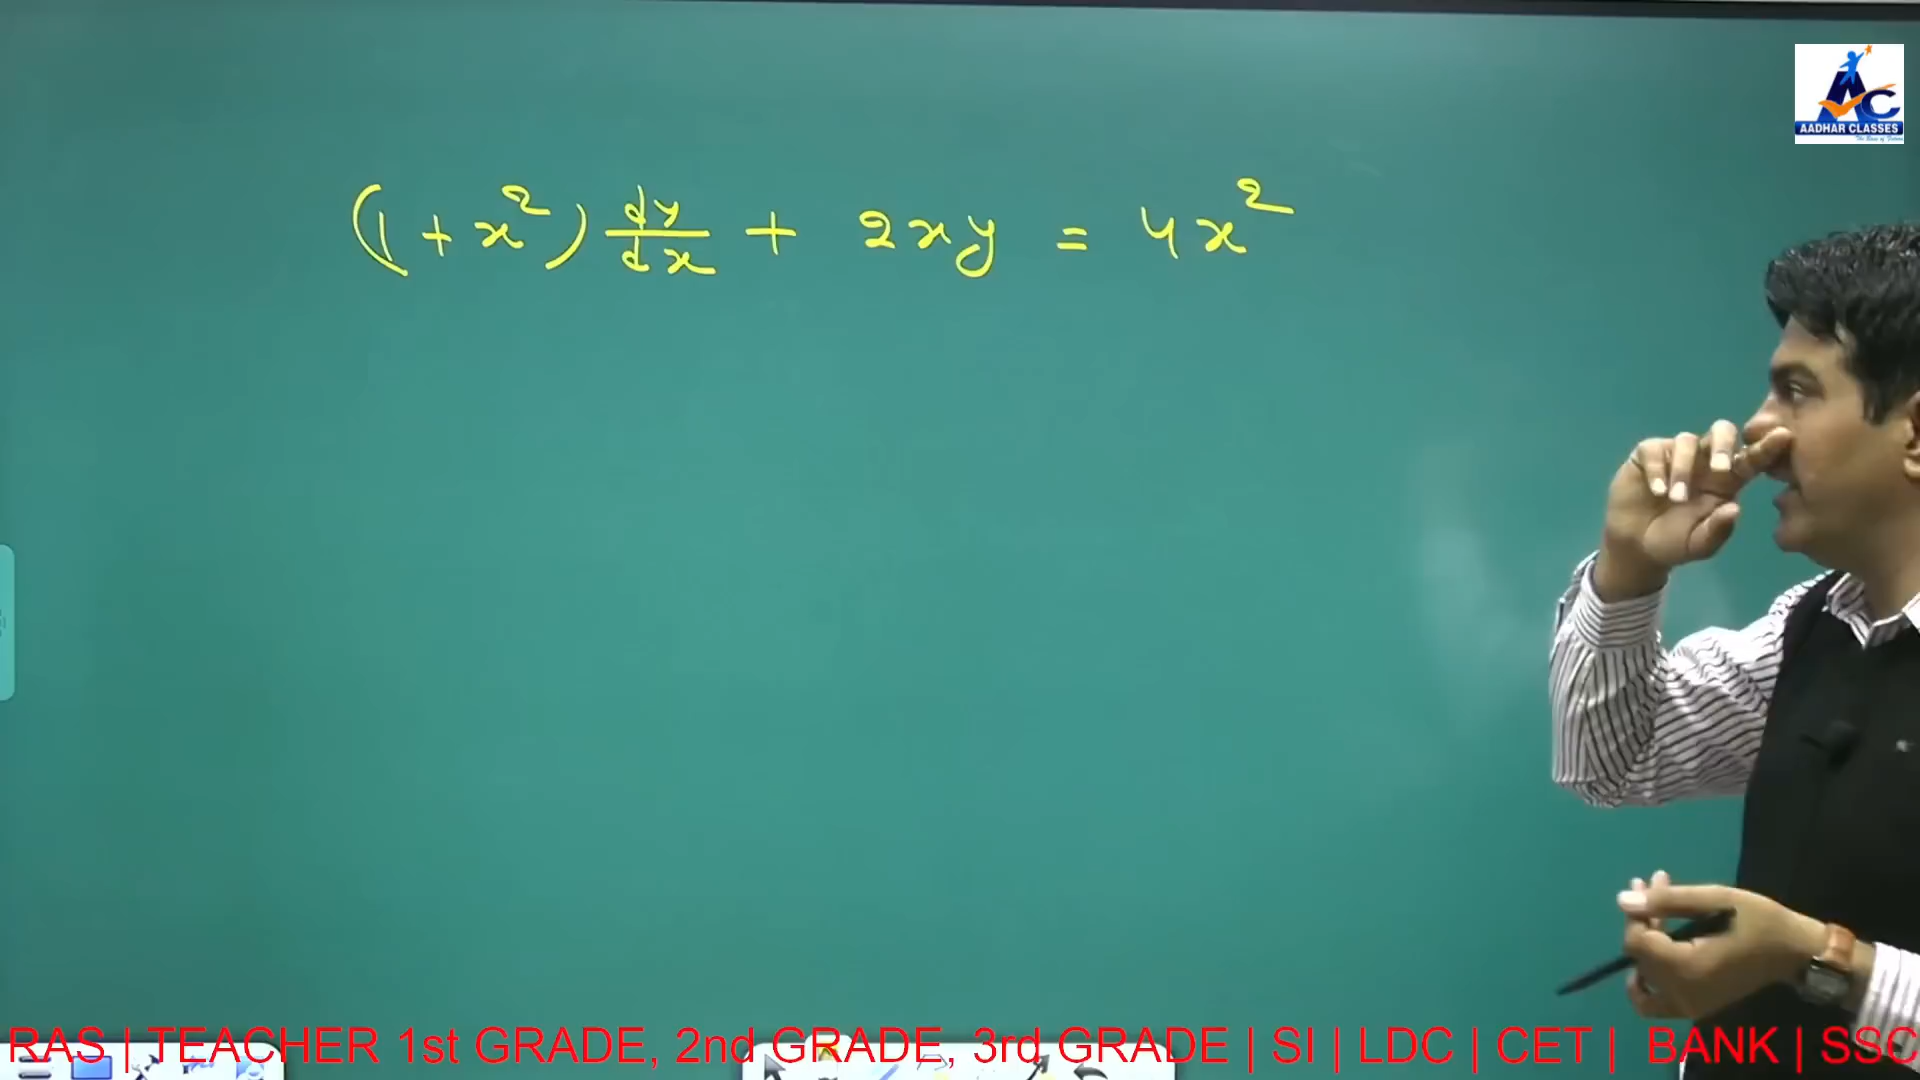 (1+x²) dy/dx + 2xy = 4x²
AC
AADHAR CLASSES
RAS | TEACHER 1st GRADE, 2nd GRADE, 3rd GRADE | SI | LDC | CET | BANK | SSC